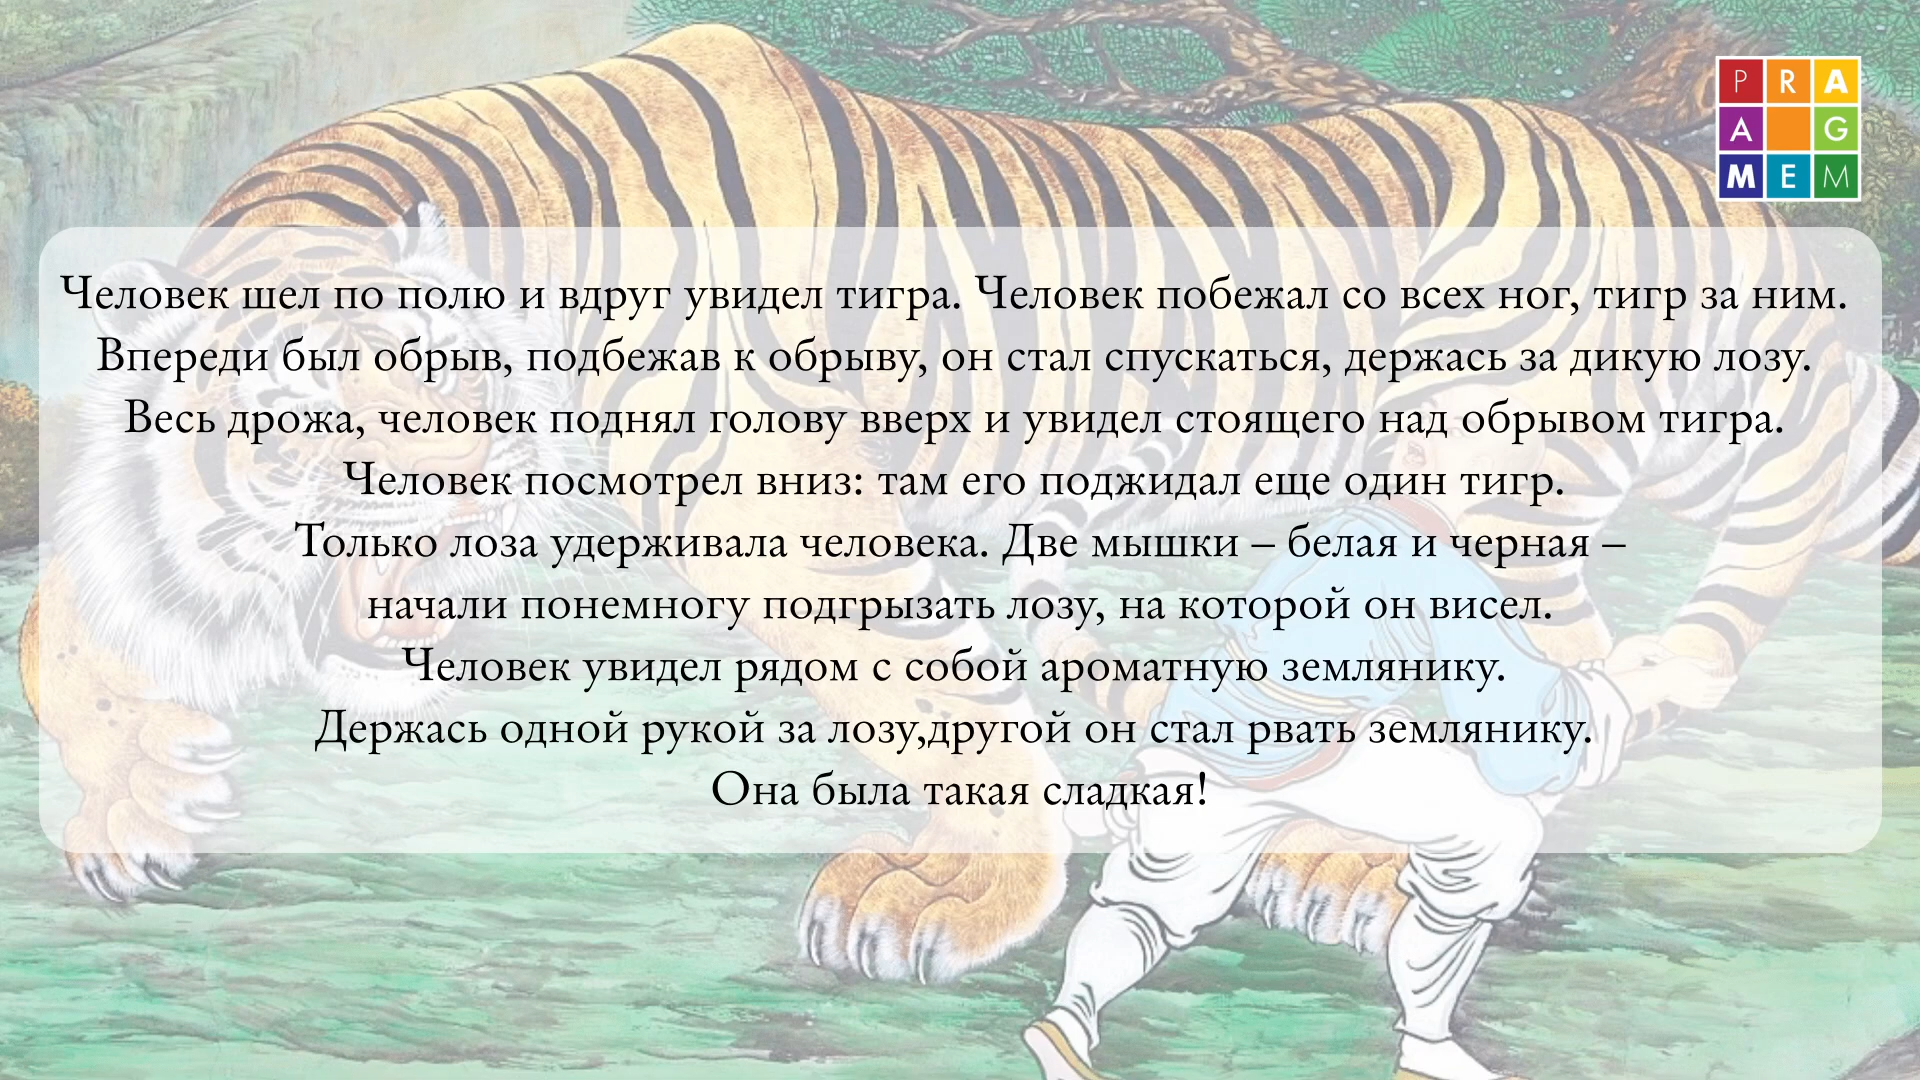 P R A
A G
M E M
Человек шел по полю и вдруг увидел тигра. Человек побежал со всех ног, тигр за ним.
Впереди был обрыв, подбежав к обрыву, он стал спускаться, держась за дикую лозу.
Весь дрожа, человек поднял голову вверх и увидел стоящего над обрывом тигра.
Человек посмотрел вниз: там его поджидал еще один тигр.
Только лоза удерживала человека. Две мышки – белая и черная –
начали понемногу подгрызать лозу, на которой он висел.
Человек увидел рядом с собой ароматную землянику.
Держась одной рукой за лозу,другой он стал рвать землянику.
Она была такая сладкая!